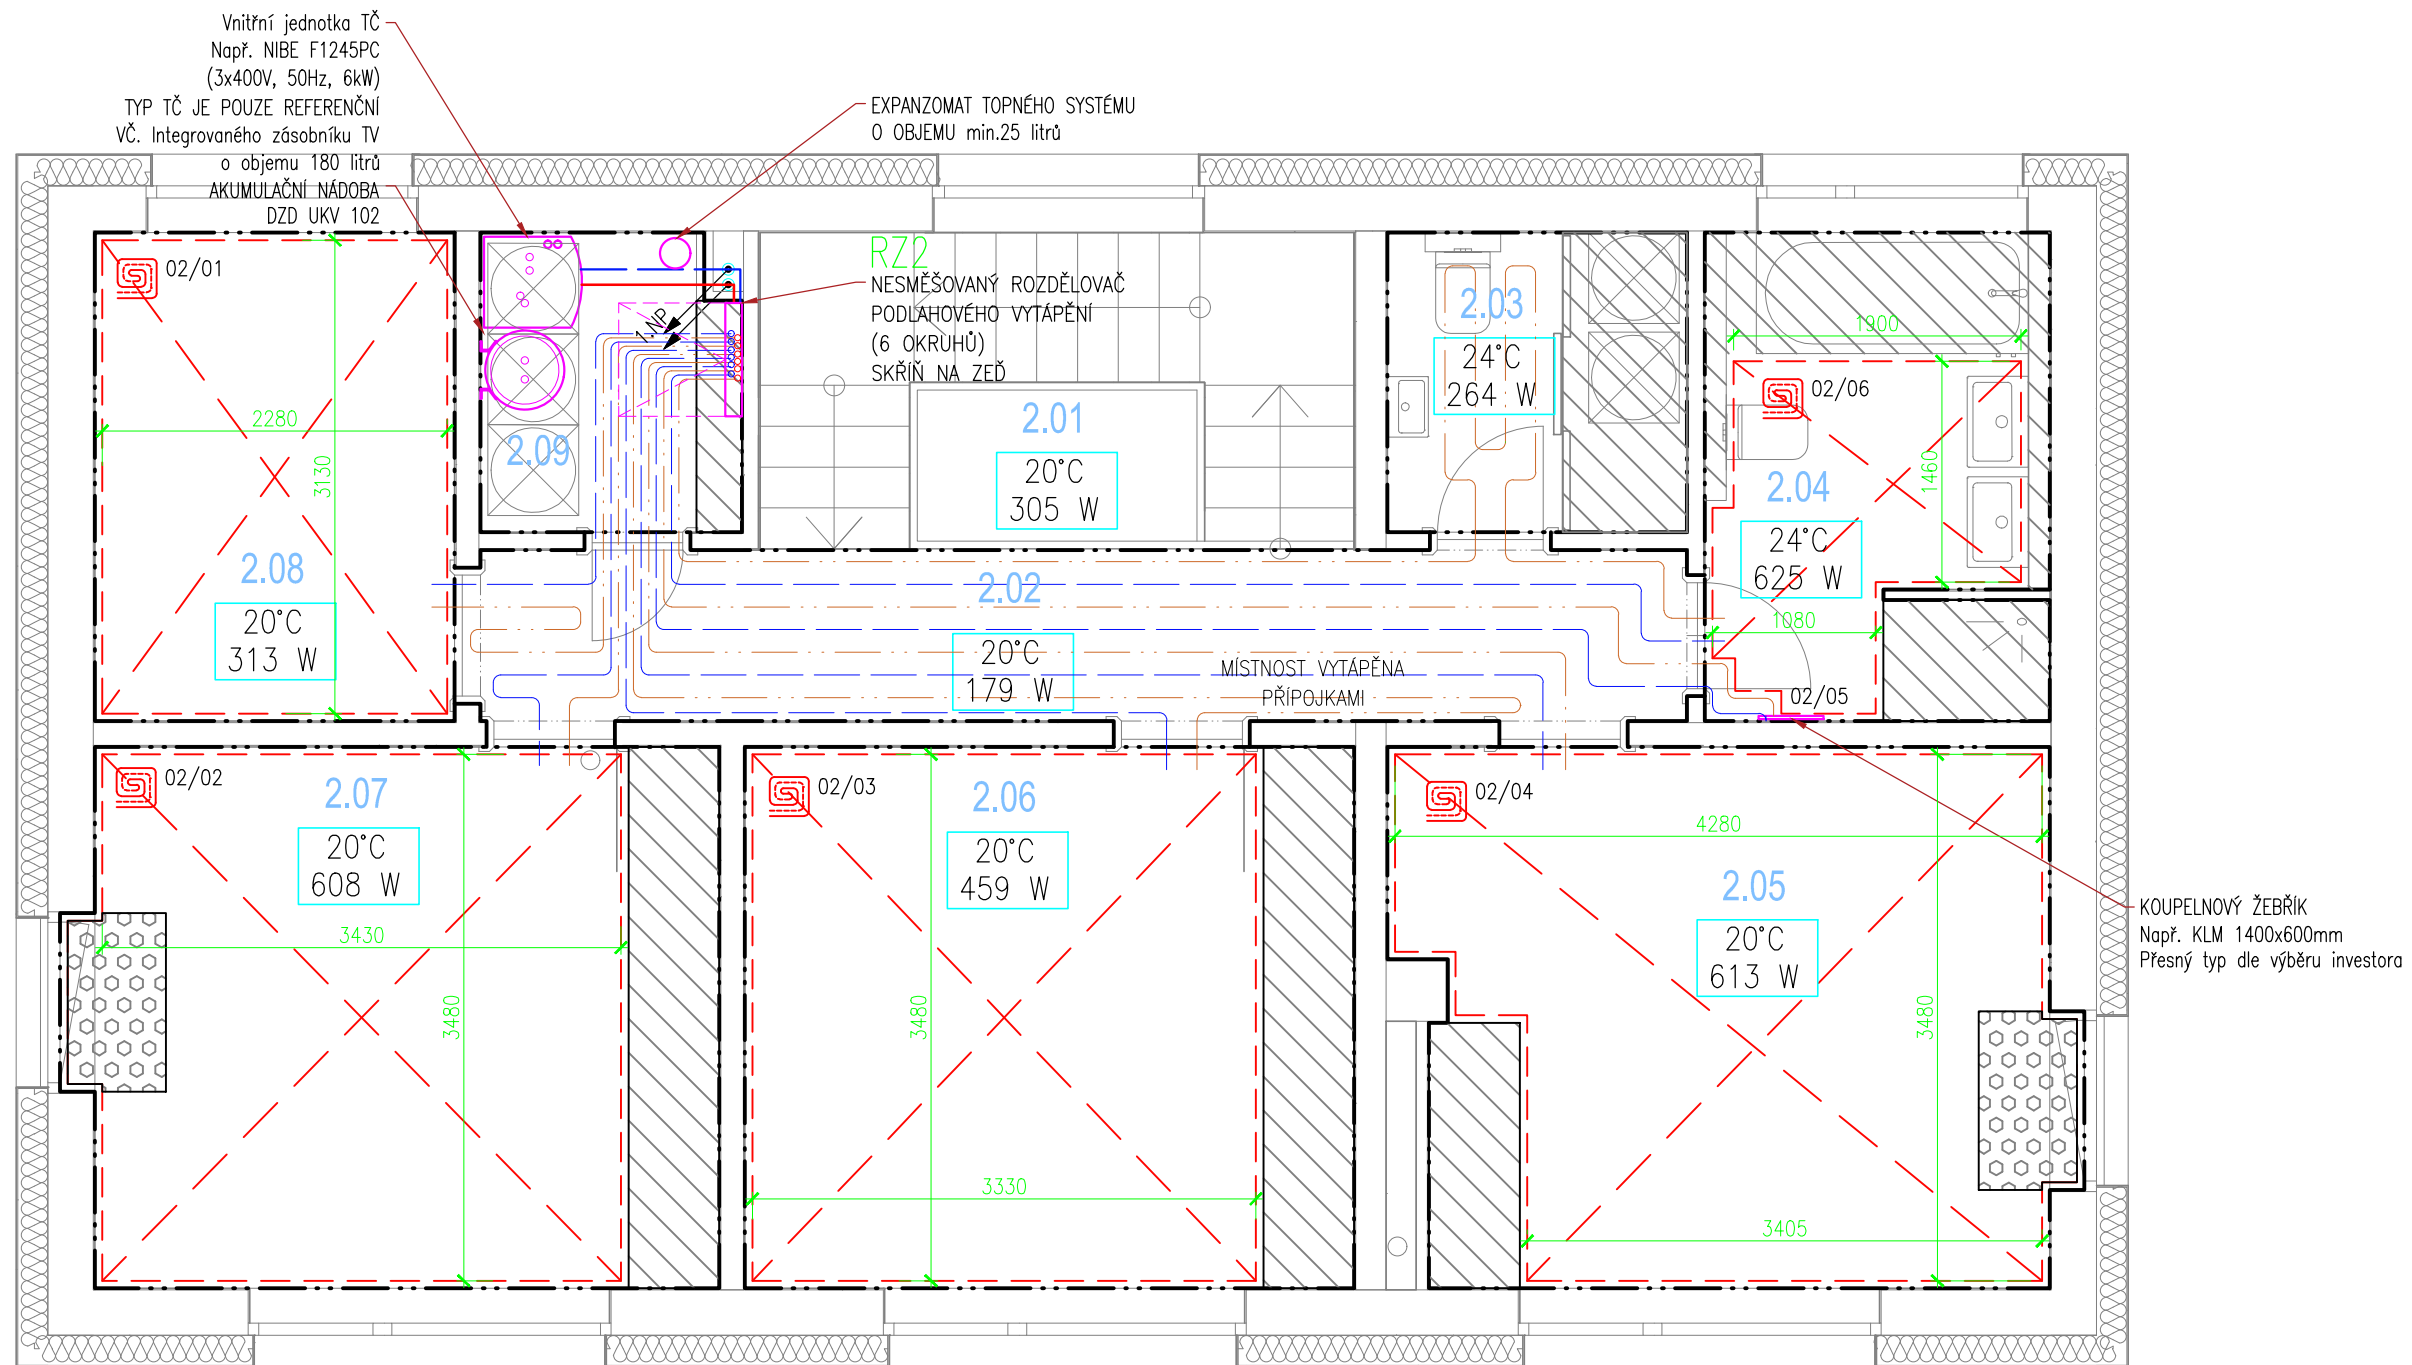 Vnitřní jednotka TČ
Např. NIBE F1245PC
(3x400V, 50Hz, 6kW)
TYP TČ JE POUZE REFERENČNÍ
VČ. Integrovaného zásobníku TV
o objemu 180 litrů
AKUMULAČNÍ NÁDOBA
DZD UKV 102
EXPANZOMAT TOPNÉHO SYSTÉMU
O OBJEMU min.25 litrů
RZ2
NESMĚŠOVANÝ ROZDĚLOVAČ
PODLAHOVÉHO VYTÁPĚNÍ
(6 OKRUHŮ)
SKŘÍŇ NA ZEĎ
1.NP
02/01
2280
3130
2.08
20°C
313 W
2.09
2.01
20°C
305 W
2.03
24°C
264 W
1900
02/06
1460
2.04
24°C
625 W
1080
02/05
2.02
20°C
179 W
MÍSTNOST VYTÁPĚNA
PŘÍPOJKAMI
02/02
2.07
20°C
608 W
3430
3480
02/03
2.06
20°C
459 W
3480
3330
02/04
4280
2.05
20°C
613 W
3480
3405
KOUPELNOVÝ ŽEBŘÍK
Např. KLM 1400x600mm
Přesný typ dle výběru investora